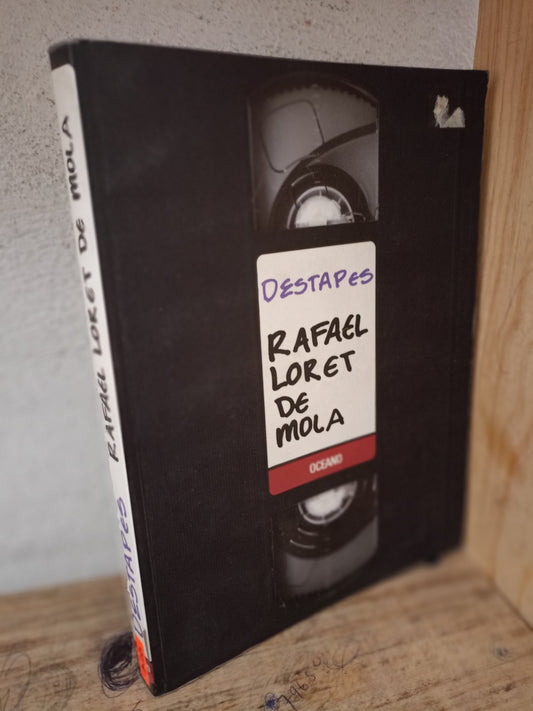 DESTAPES
RAFAEL
LORET
DE
MOLA
OCEANO
DESTAPES RAFAEL LORET DE MOLA